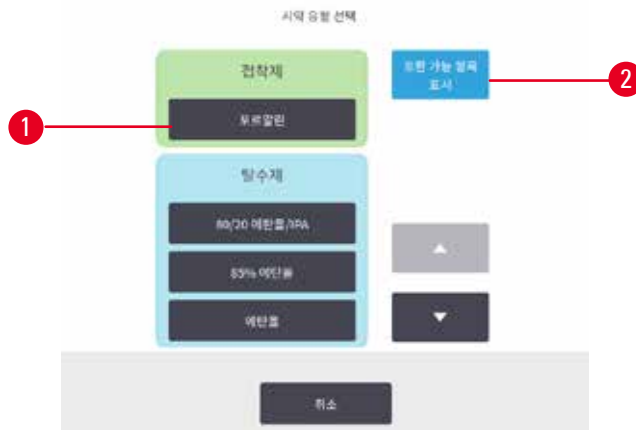 시약 유형 선택
접착제
호환 가능 항목
표시
1
포르말린
2
탈수제
80/20 에탄올/IPA
85% 에탄올
에탄올
취소